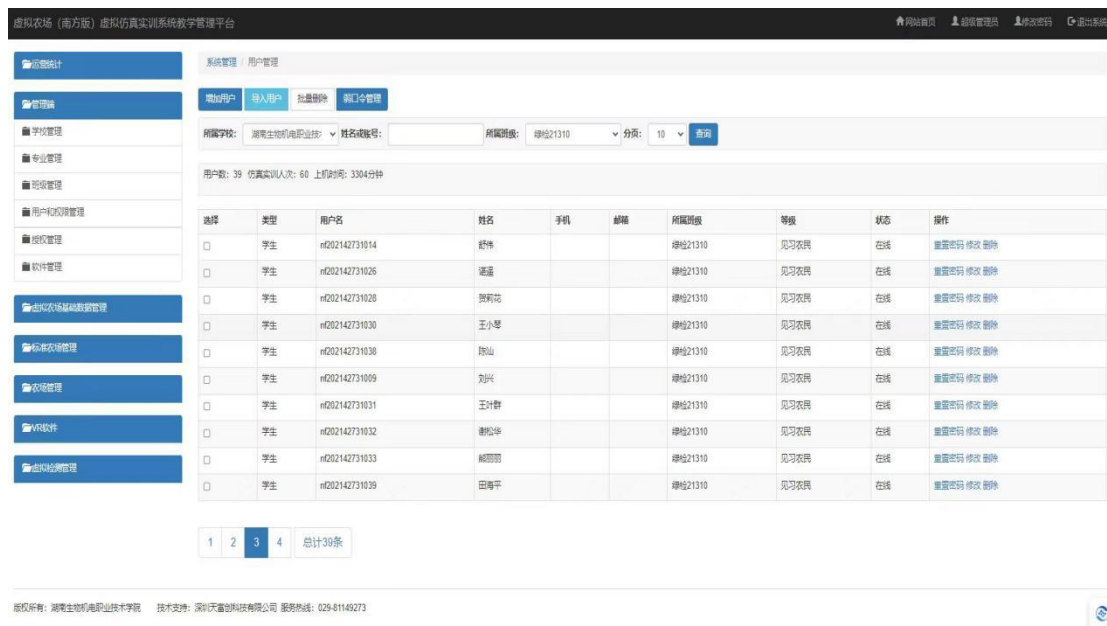 虚拟农场（南方版）虚拟仿真实训系统教学管理平台 网站首页 超级管理员 修改密码 退出系统
运营统计
管理端
学校管理
专业管理
班级管理
用户和权限管理
授权管理
软件管理
虚拟农场基础数据管理
标准农场管理
农场管理
VR软件
虚拟检测管理
系统管理 / 用户管理
增加用户 导入用户 批量删除 弱口令管理
所属学校： 湖南生物机电职业技 姓名或账号： 所属班级： 绿检21310 分页： 10 查询
用户数：39 仿真实训人次：60 上机时间：3304分钟
选择 类型 用户名 姓名 手机 邮箱 所属班级 等级 状态 操作
学生 nf202142731014 舒伟 绿检21310 见习农民 在线 重置密码 修改 删除
学生 nf202142731026 谌遥 绿检21310 见习农民 在线 重置密码 修改 删除
学生 nf202142731028 贺莉花 绿检21310 见习农民 在线 重置密码 修改 删除
学生 nf202142731030 王小琴 绿检21310 见习农民 在线 重置密码 修改 删除
学生 nf202142731038 陈山 绿检21310 见习农民 在线 重置密码 修改 删除
学生 nf202142731009 刘兴 绿检21310 见习农民 在线 重置密码 修改 删除
学生 nf202142731031 王叶群 绿检21310 见习农民 在线 重置密码 修改 删除
学生 nf202142731032 谢松华 绿检21310 见习农民 在线 重置密码 修改 删除
学生 nf202142731033 熊丽丽 绿检21310 见习农民 在线 重置密码 修改 删除
学生 nf202142731039 田海平 绿检21310 见习农民 在线 重置密码 修改 删除
1 2 3 4 总计39条
版权所有：湖南生物机电职业技术学院 技术支持：深圳天富创科技有限公司 服务热线：029-81149273